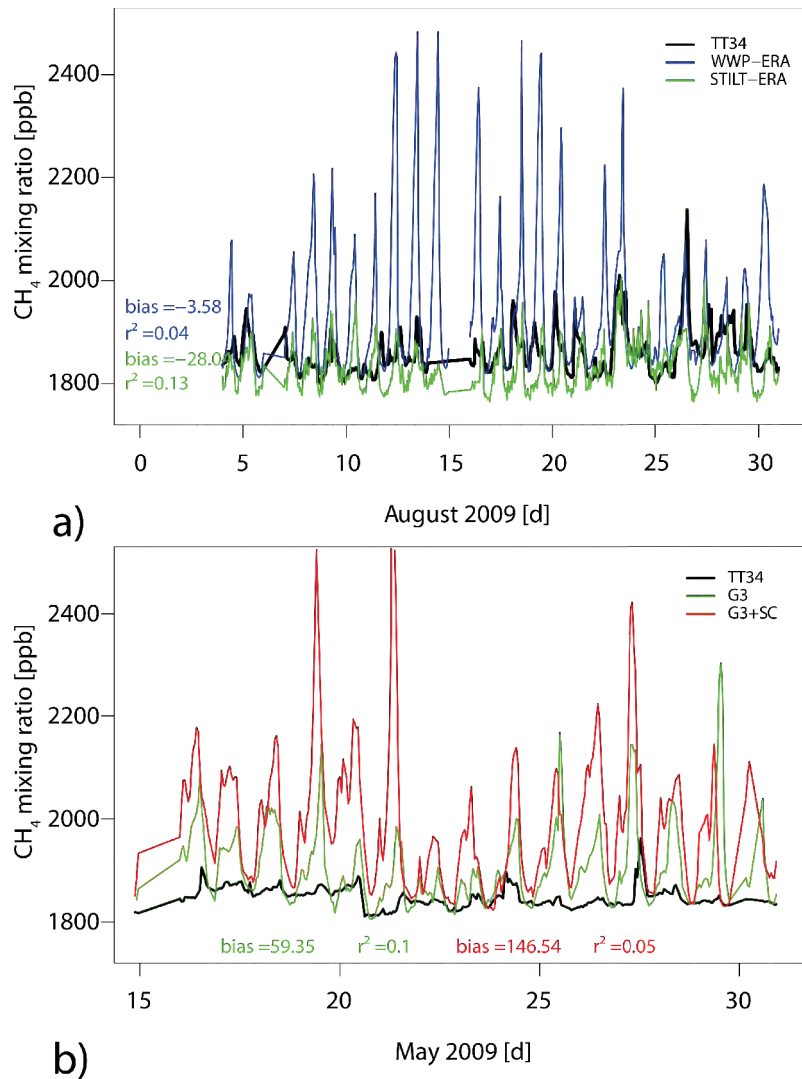 2400
2200
2000
1800
CH₄ mixing ratio [ppb]
TT34
WWP−ERA
STILT−ERA
bias =−3.58
r² =0.04
bias =−28.0
r² =0.13
0 5 10 15 20 25 30
August 2009 [d]
a)
2400
2200
2000
1800
CH₄ mixing ratio [ppb]
TT34
G3
G3+SC
bias =59.35 r² =0.1 bias =146.54 r² =0.05
15 20 25 30
May 2009 [d]
b)